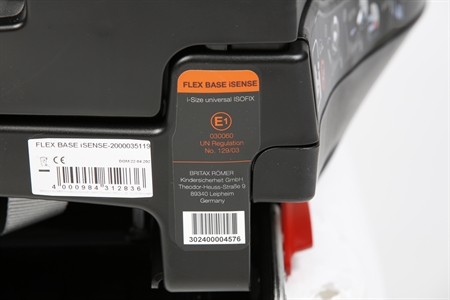 FLEX BASE iSENSE
i-Size universal ISOFIX
E1
030060
UN Regulation
No. 129/03
BRITAX RÖMER
Kindersicherheit GmbH
Theodor-Heuss-Straße 9
89340 Leipheim
Germany
302400004576
FLEX BASE iSENSE-2000035119
CE
4 000984 312836